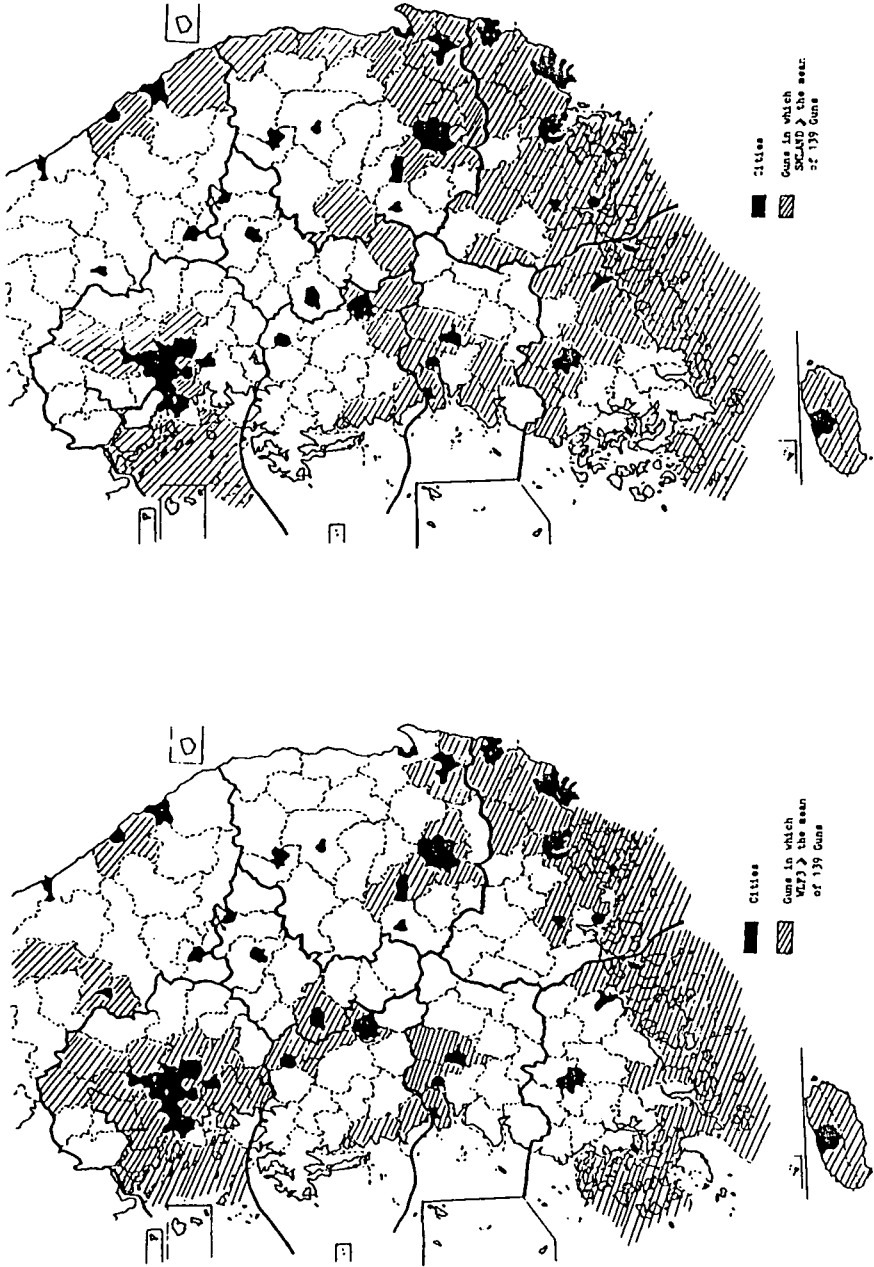 Cities
Guns in which
SMLAND > the mean
of 139 Guns
Cities
Guns in which
WLF3 > the mean
of 139 Guns